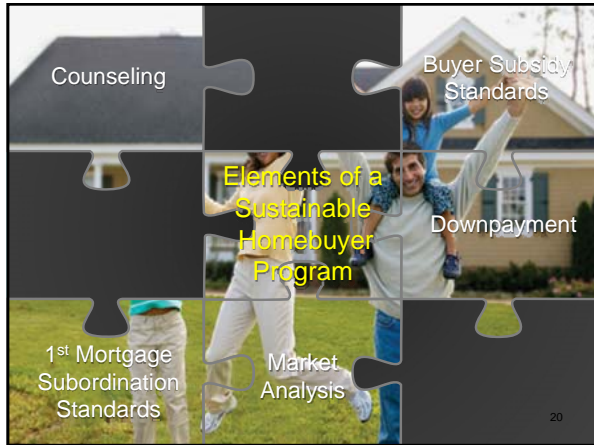 Counseling
Buyer Subsidy
Standards
Elements of a
Sustainable
Homebuyer
Program
Downpayment
1st Mortgage
Subordination
Standards
Market
Analysis
20